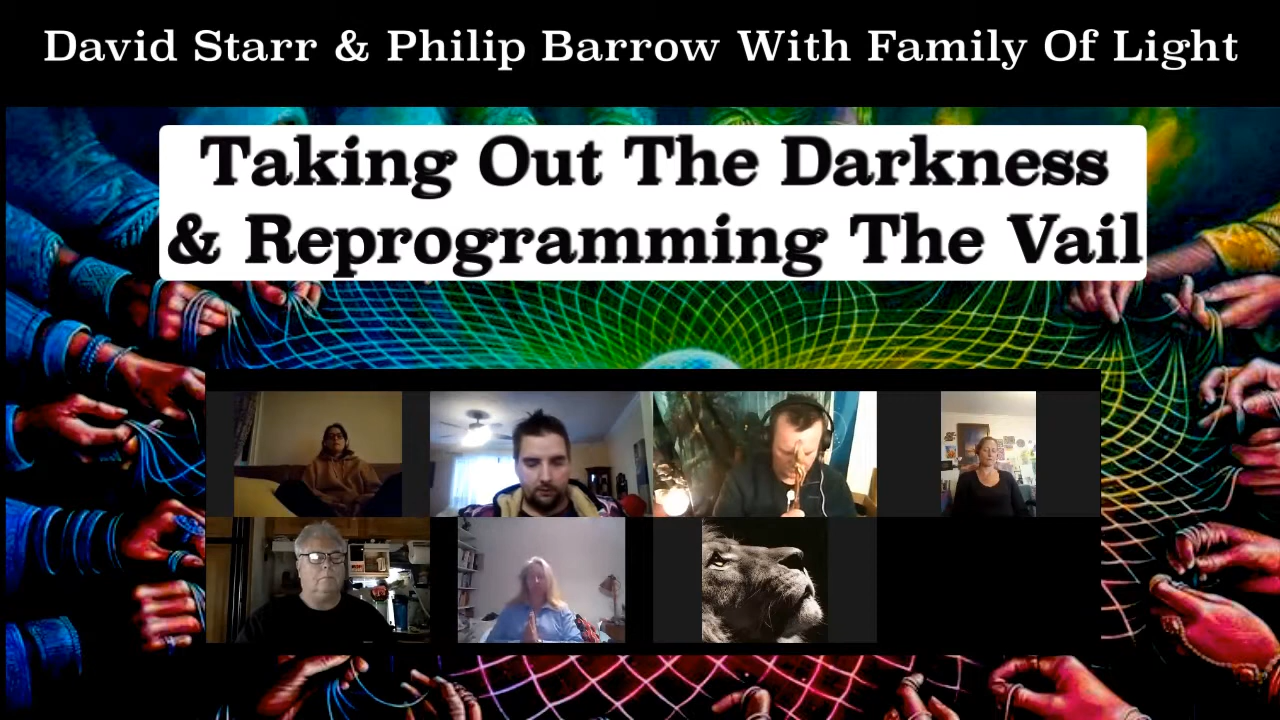 David Starr & Philip Barrow With Family Of Light
Taking Out The Darkness
& Reprogramming The Vail